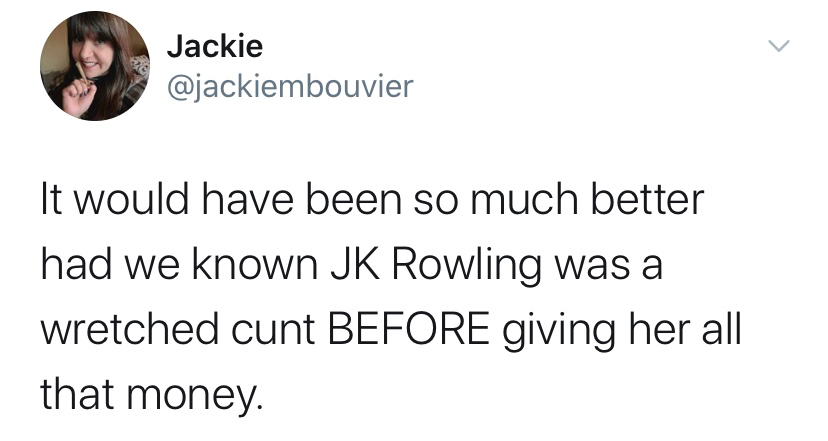 Jackie
@jackiembouvier
It would have been so much better
had we known JK Rowling was a
wretched cunt BEFORE giving her all
that money.